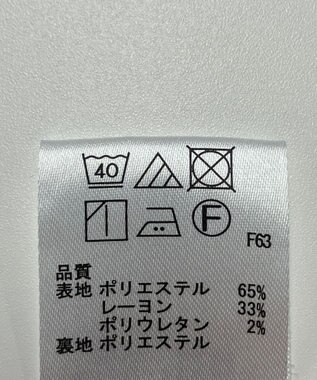 40
F
F63
品質
表地 ポリエステル 65%
レーヨン 33%
ポリウレタン 2%
裏地 ポリエステル